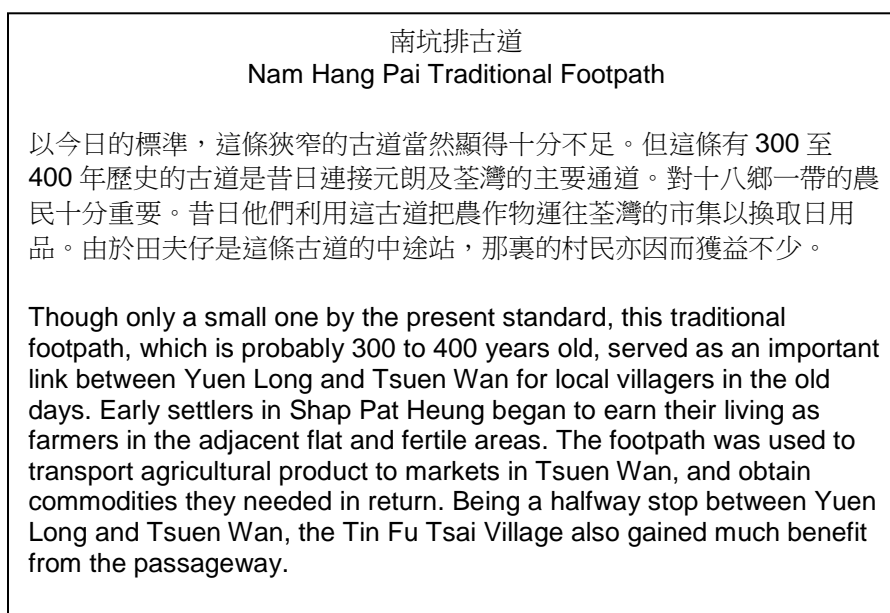 南坑排古道
Nam Hang Pai Traditional Footpath
以今日的標準，這條狹窄的古道當然顯得十分不足。但這條有 300 至
400 年歷史的古道是昔日連接元朗及荃灣的主要通道。對十八鄉一帶的農
民十分重要。昔日他們利用這古道把農作物運往荃灣的市集以換取日用
品。由於田夫仔是這條古道的中途站，那裏的村民亦因而獲益不少。
Though only a small one by the present standard, this traditional
footpath, which is probably 300 to 400 years old, served as an important
link between Yuen Long and Tsuen Wan for local villagers in the old
days. Early settlers in Shap Pat Heung began to earn their living as
farmers in the adjacent flat and fertile areas. The footpath was used to
transport agricultural product to markets in Tsuen Wan, and obtain
commodities they needed in return. Being a halfway stop between Yuen
Long and Tsuen Wan, the Tin Fu Tsai Village also gained much benefit
from the passageway.